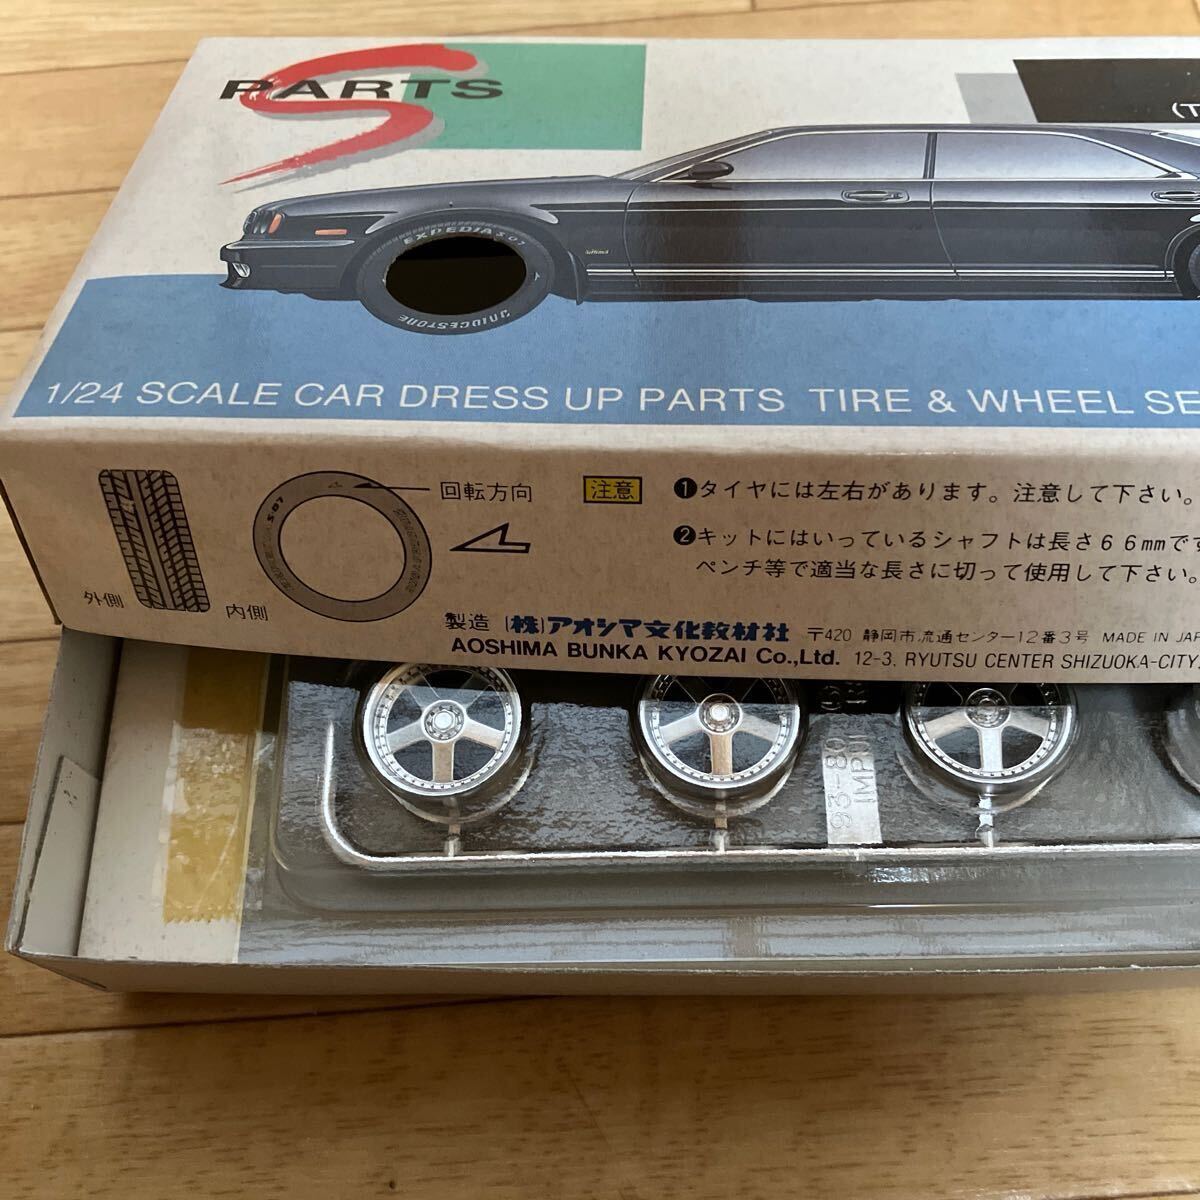 S PARTS
(T
EXPEDIA S·07
BRIDGESTONE
1/24 SCALE CAR DRESS UP PARTS TIRE & WHEEL SE
回転方向
外側
内側
注意
❶タイヤには左右があります。注意して下さい。
❷キットにはいっているシャフトは長さ66mmです
ペンチ等で適当な長さに切って使用して下さい。
製造 (株)アオシマ文化教材社 〒420 静岡市流通センター12番3号 MADE IN JAP
AOSHIMA BUNKA KYOZAI Co.,Ltd. 12-3, RYUTSU CENTER SHIZUOKA-CITY.
93-80
IMPUL